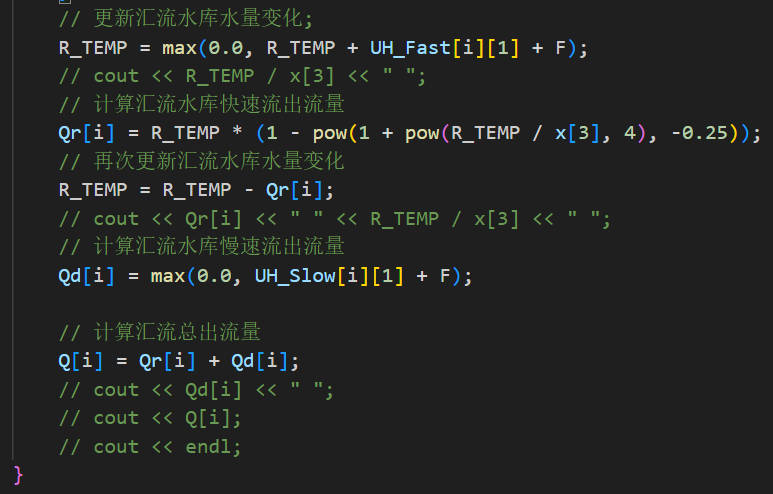 // 更新汇流水库水量变化;
R_TEMP = max(0.0, R_TEMP + UH_Fast[i][1] + F);
// cout << R_TEMP / x[3] << " ";
// 计算汇流水库快速流出流量
Qr[i] = R_TEMP * (1 - pow(1 + pow(R_TEMP / x[3], 4), -0.25));
// 再次更新汇流水库水量变化
R_TEMP = R_TEMP - Qr[i];
// cout << Qr[i] << " " << R_TEMP / x[3] << " ";
// 计算汇流水库慢速流出流量
Qd[i] = max(0.0, UH_Slow[i][1] + F);
// 计算汇流总出流量
Q[i] = Qr[i] + Qd[i];
// cout << Qd[i] << " ";
// cout << Q[i];
// cout << endl;
}